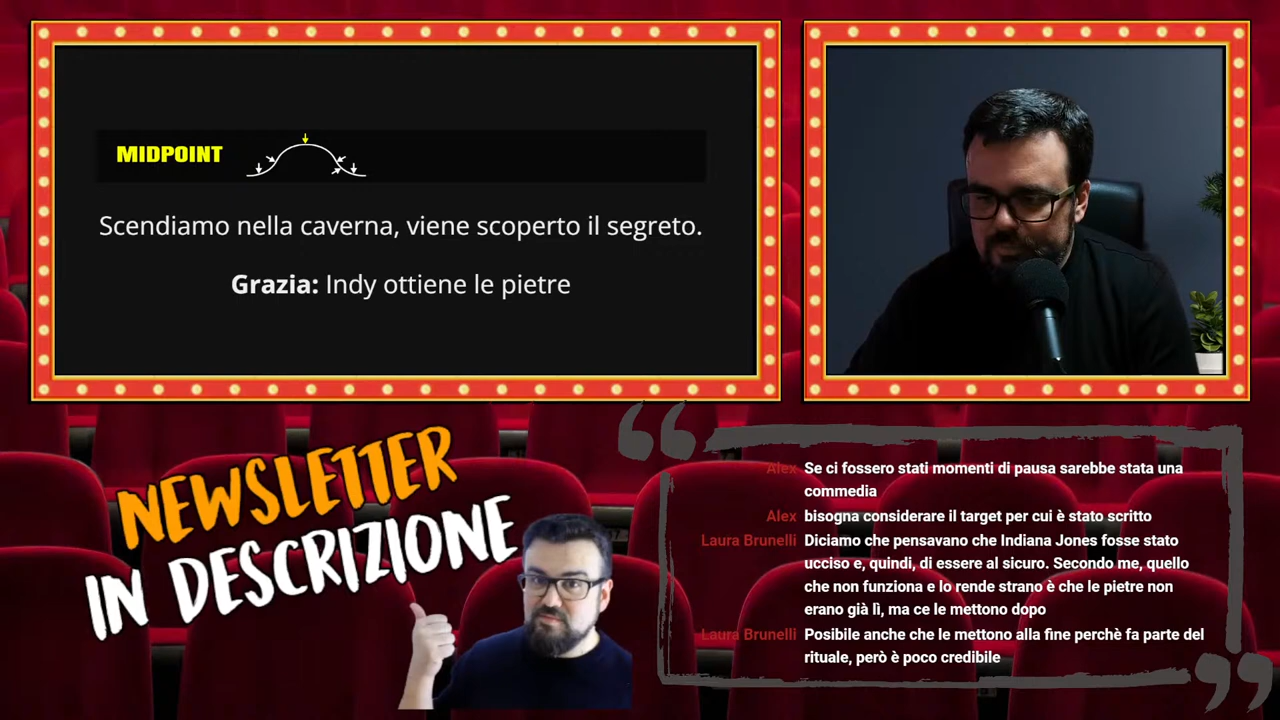 MIDPOINT
Scendiamo nella caverna, viene scoperto il segreto.
Grazia: Indy ottiene le pietre
NEWSLETTER
IN DESCRIZIONE
Alex Se ci fossero stati momenti di pausa sarebbe stata una
commedia
Alex bisogna considerare il target per cui è stato scritto
Laura Brunelli Diciamo che pensavano che Indiana Jones fosse stato
ucciso e, quindi, di essere al sicuro. Secondo me, quello
che non funziona e lo rende strano è che le pietre non
erano già lì, ma ce le mettono dopo
Laura Brunelli Posibile anche che le mettono alla fine perchè fa parte del
rituale, però è poco credibile